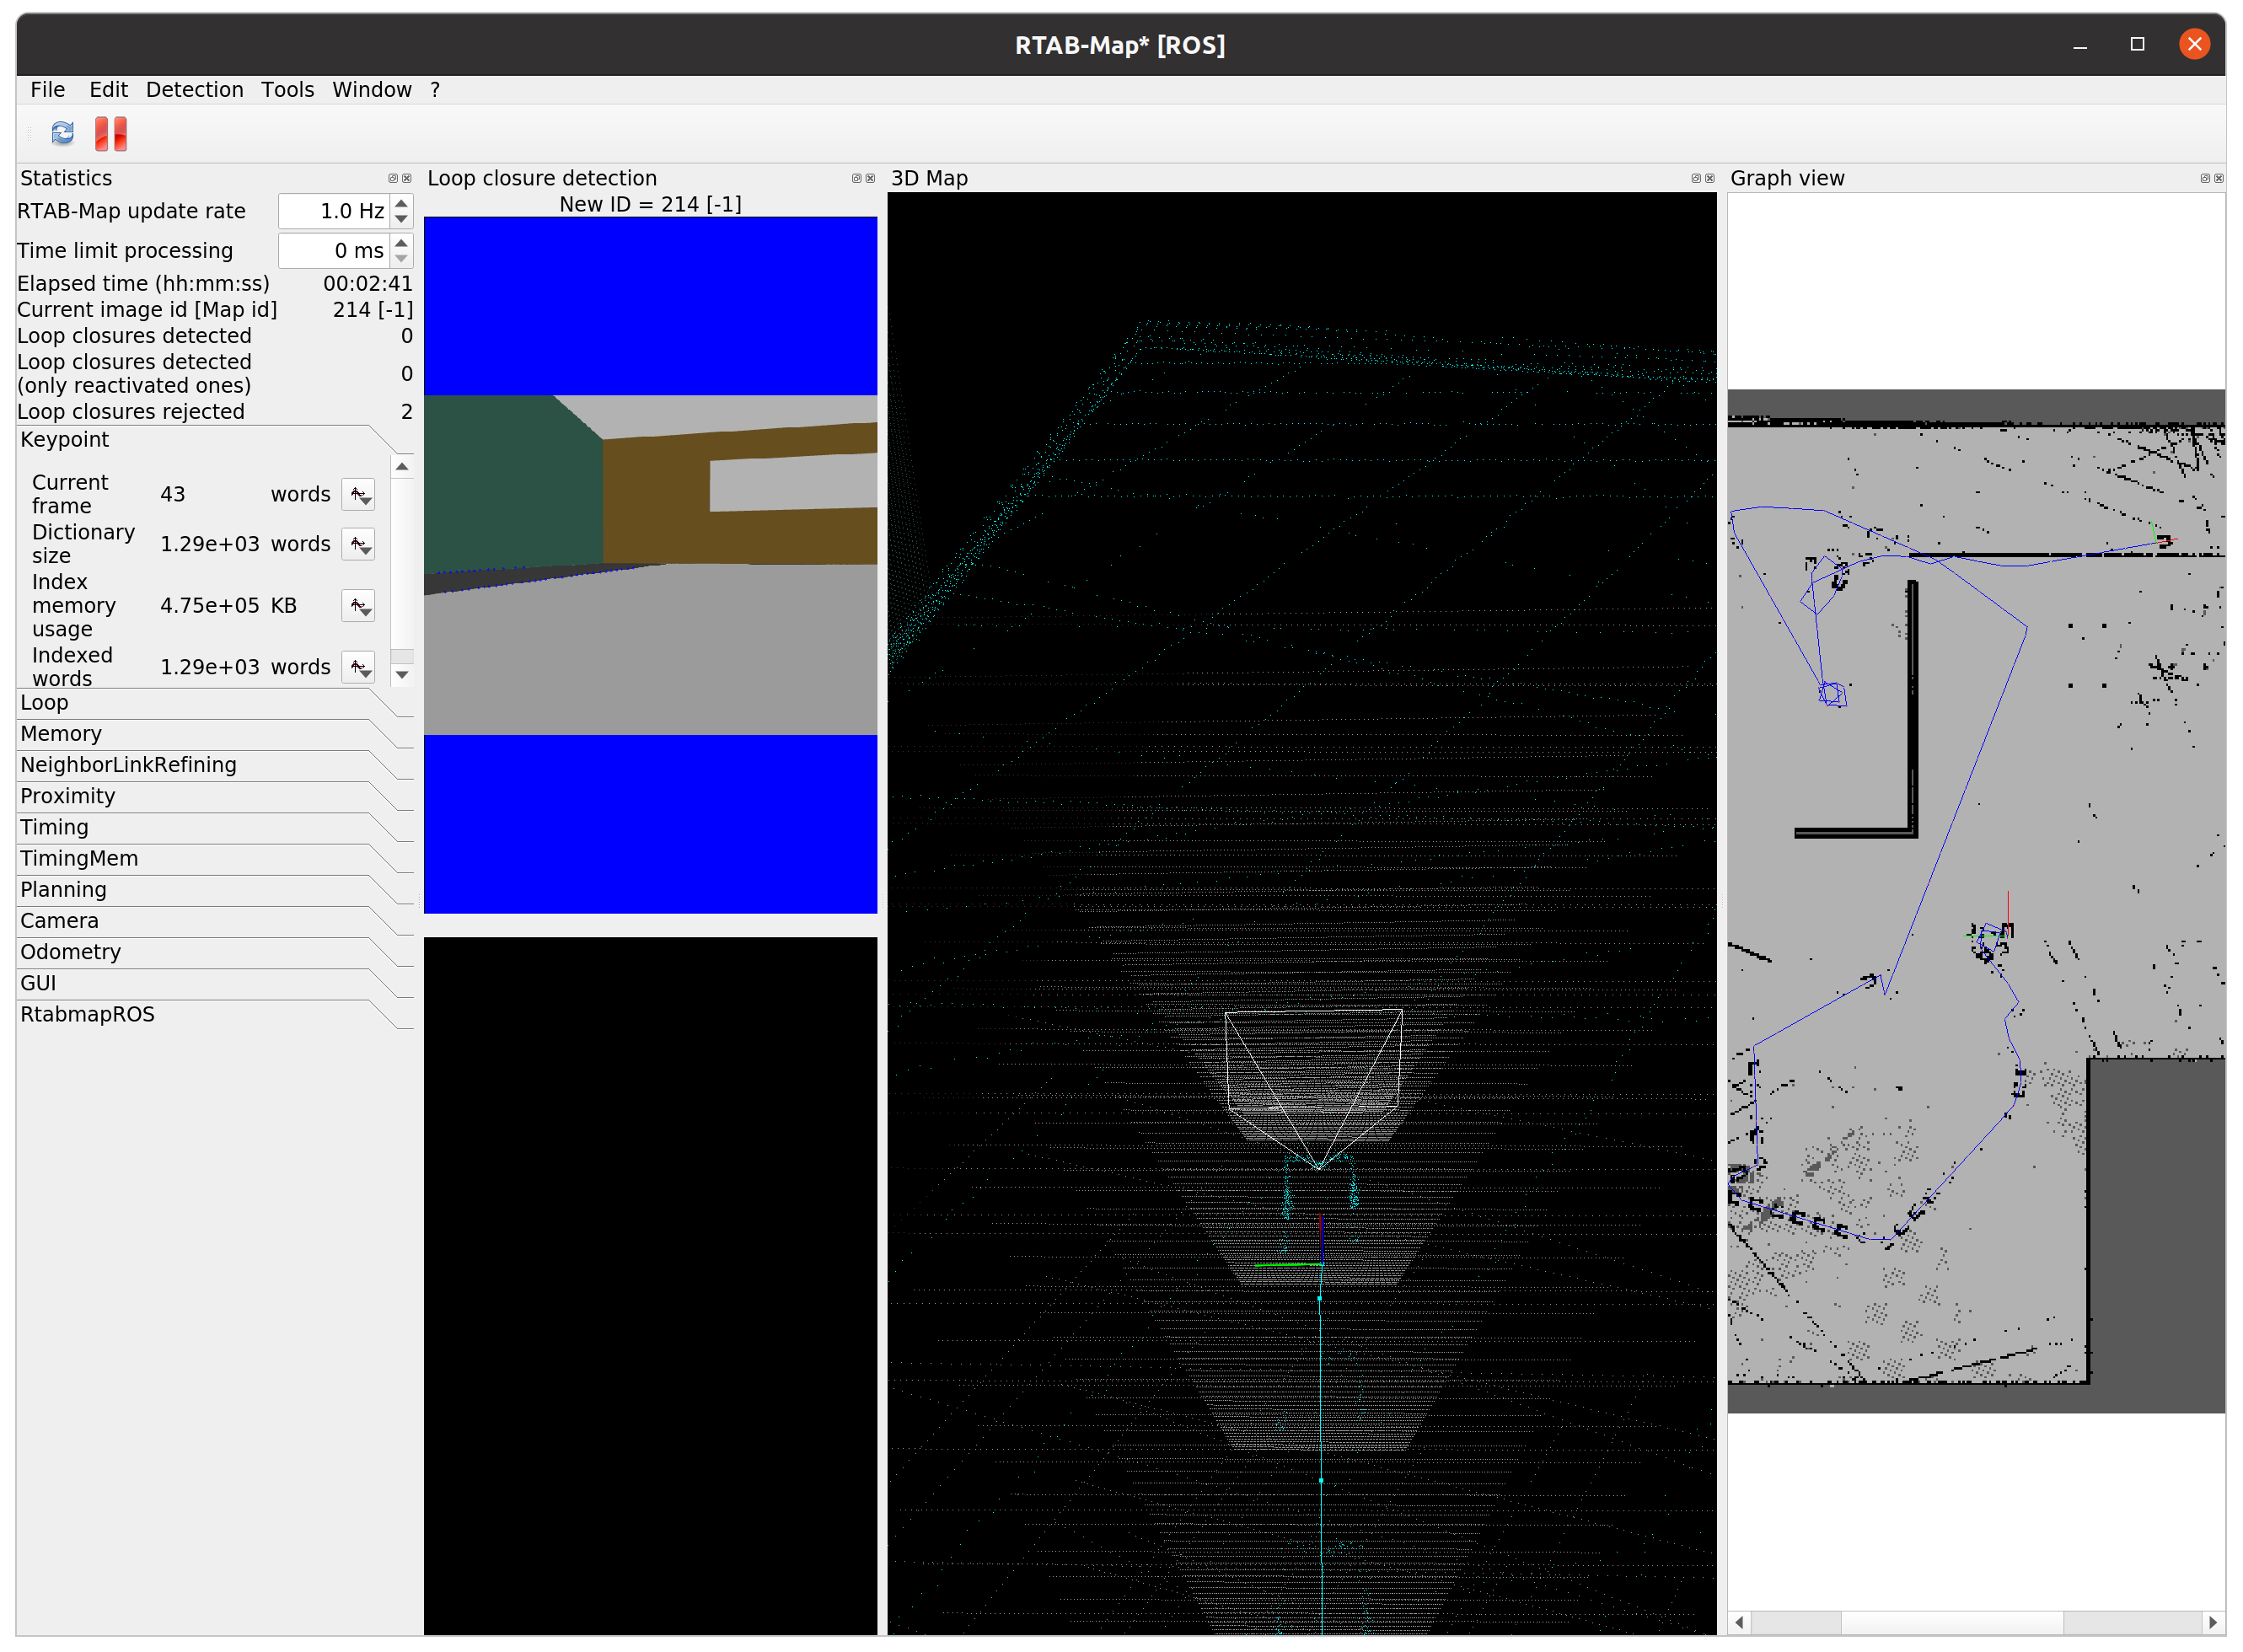 RTAB-Map* [ROS]
File Edit Detection Tools Window ?
Statistics
RTAB-Map update rate 1.0 Hz
Time limit processing 0 ms
Elapsed time (hh:mm:ss) 00:02:41
Current image id [Map id] 214 [-1]
Loop closures detected 0
Loop closures detected
(only reactivated ones) 0
Loop closures rejected 2
Keypoint
Current
frame 43 words
Dictionary
size 1.29e+03 words
Index
memory
usage 4.75e+05 KB
Indexed
words 1.29e+03 words
Loop
Memory
NeighborLinkRefining
Proximity
Timing
TimingMem
Planning
Camera
Odometry
GUI
RtabmapROS
Loop closure detection
New ID = 214 [-1]
3D Map
Graph view